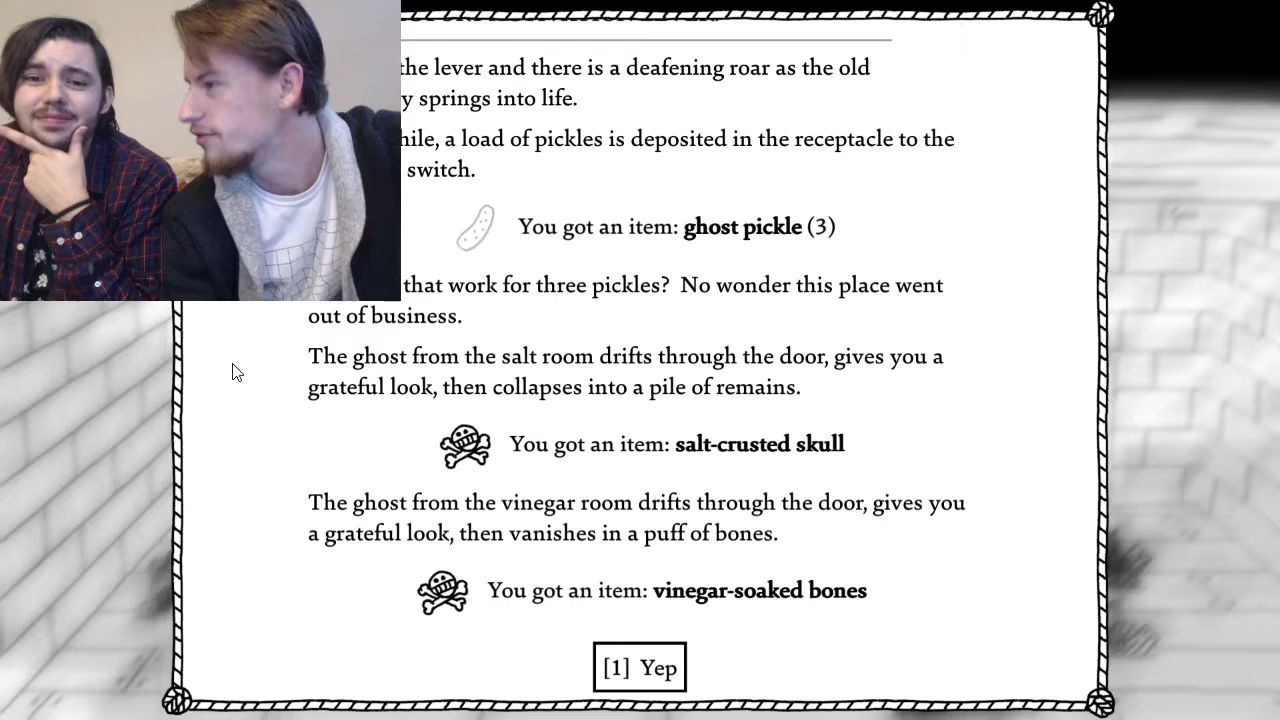 the lever and there is a deafening roar as the old
y springs into life.
hile, a load of pickles is deposited in the receptacle to the
switch.
You got an item: ghost pickle (3)
that work for three pickles? No wonder this place went
out of business.
The ghost from the salt room drifts through the door, gives you a
grateful look, then collapses into a pile of remains.
You got an item: salt-crusted skull
The ghost from the vinegar room drifts through the door, gives you
a grateful look, then vanishes in a puff of bones.
You got an item: vinegar-soaked bones
[1] Yep